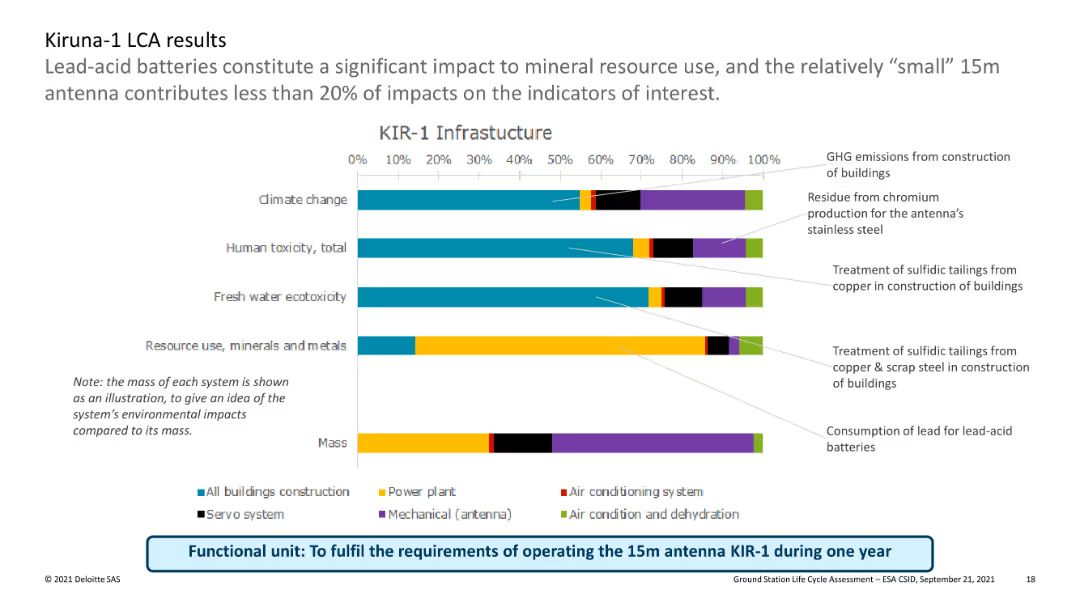 Kiruna-1 LCA results
Lead-acid batteries constitute a significant impact to mineral resource use, and the relatively “small” 15m
antenna contributes less than 20% of impacts on the indicators of interest.
KIR-1 Infrastucture
0% 10% 20% 30% 40% 50% 60% 70% 80% 90% 100%
GHG emissions from construction
of buildings
Climate change
Residue from chromium
production for the antenna’s
stainless steel
Human toxicity, total
Treatment of sulfidic tailings from
copper in construction of buildings
Fresh water ecotoxicity
Resource use, minerals and metals
Treatment of sulfidic tailings from
copper & scrap steel in construction
of buildings
Note: the mass of each system is shown
as an illustration, to give an idea of the
system’s environmental impacts
compared to its mass.
Mass
Consumption of lead for lead-acid
batteries
All buildings construction Power plant Air conditioning system
Servo system Mechanical (antenna) Air condition and dehydration
Functional unit: To fulfil the requirements of operating the 15m antenna KIR-1 during one year
© 2021 Deloitte SAS Ground Station Life Cycle Assessment – ESA CSID, September 21, 2021 18